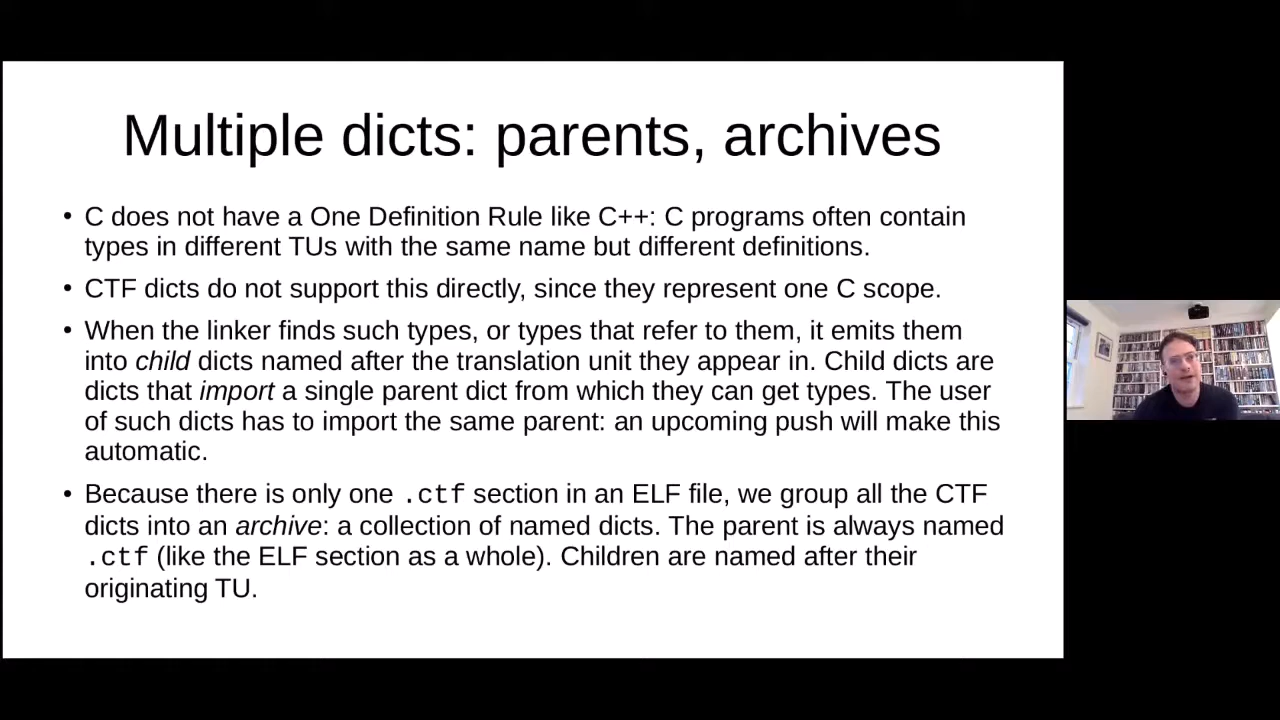 Multiple dicts: parents, archives
• C does not have a One Definition Rule like C++: C programs often contain
types in different TUs with the same name but different definitions.
• CTF dicts do not support this directly, since they represent one C scope.
• When the linker finds such types, or types that refer to them, it emits them
into child dicts named after the translation unit they appear in. Child dicts are
dicts that import a single parent dict from which they can get types. The user
of such dicts has to import the same parent: an upcoming push will make this
automatic.
• Because there is only one .ctf section in an ELF file, we group all the CTF
dicts into an archive: a collection of named dicts. The parent is always named
.ctf (like the ELF section as a whole). Children are named after their
originating TU.